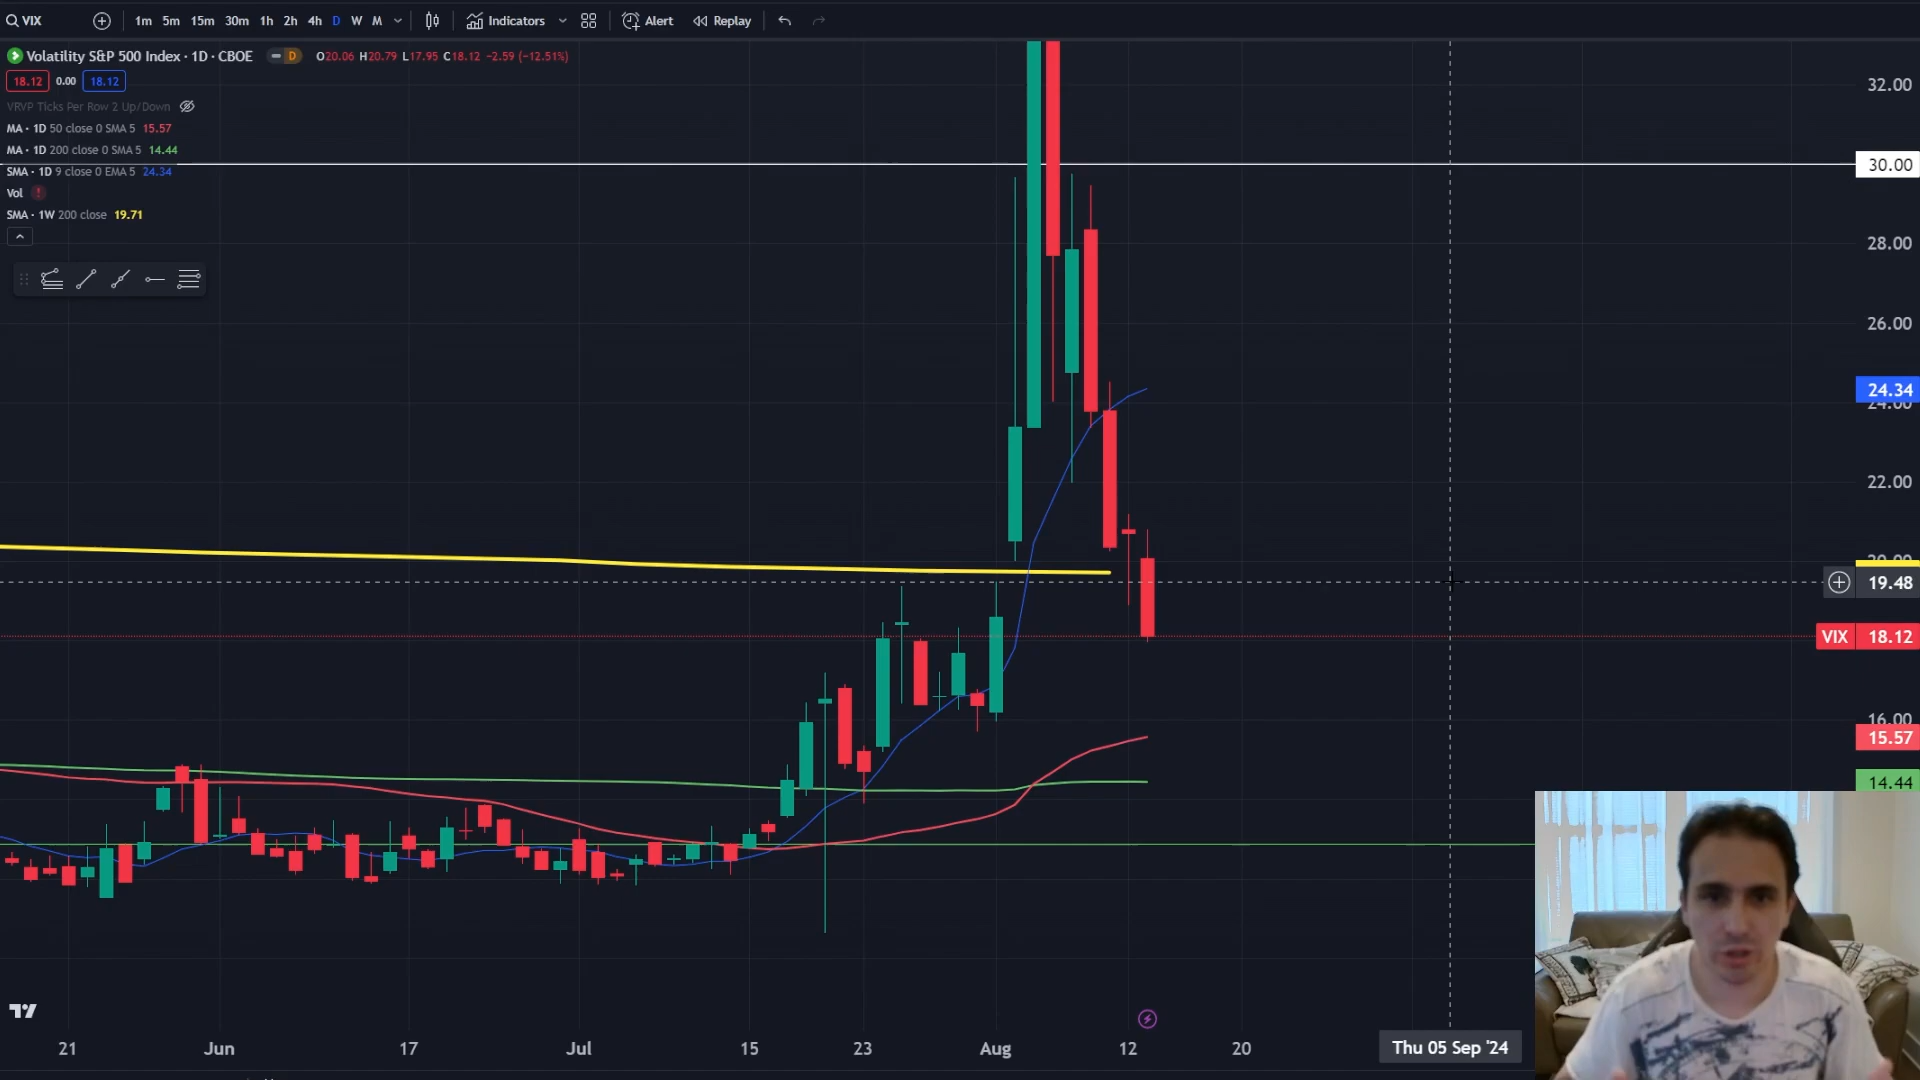 VIX 1m 5m 15m 30m 1h 2h 4h D W M Indicators Alert Replay
Volatility S&P 500 Index · 1D · CBOE D O20.06 H20.79 L17.95 C18.12 −2.59 (−12.51%)
18.12 0.00 18.12
VRVP Ticks Per Row 2 Up/Down
MA · 1D 50 close 0 SMA 5 15.57
MA · 1D 200 close 0 SMA 5 14.44
SMA · 1D 9 close 0 EMA 5 24.34
Vol !
SMA · 1W 200 close 19.71
32.00
30.00
28.00
26.00
24.34
24.00
22.00
20.00
19.48
VIX 18.12
16.00
15.57
14.44
21 Jun 17 Jul 15 23 Aug 12 20 Thu 05 Sep '24